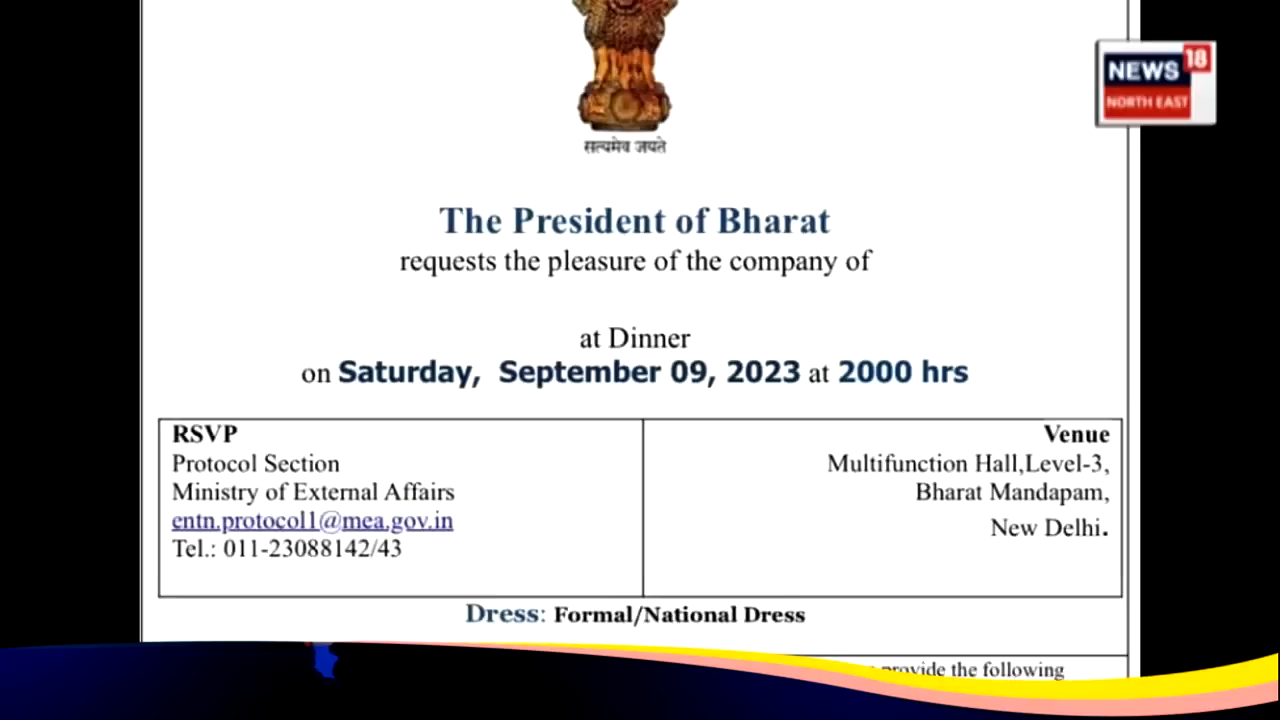 NEWS 18
NORTH EAST
सत्यमेव जयते
The President of Bharat
requests the pleasure of the company of
at Dinner
on Saturday, September 09, 2023 at 2000 hrs
RSVP
Protocol Section
Ministry of External Affairs
entn.protocol1@mea.gov.in
Tel.: 011-23088142/43
Venue
Multifunction Hall,Level-3,
Bharat Mandapam,
New Delhi.
Dress: Formal/National Dress
provide the following